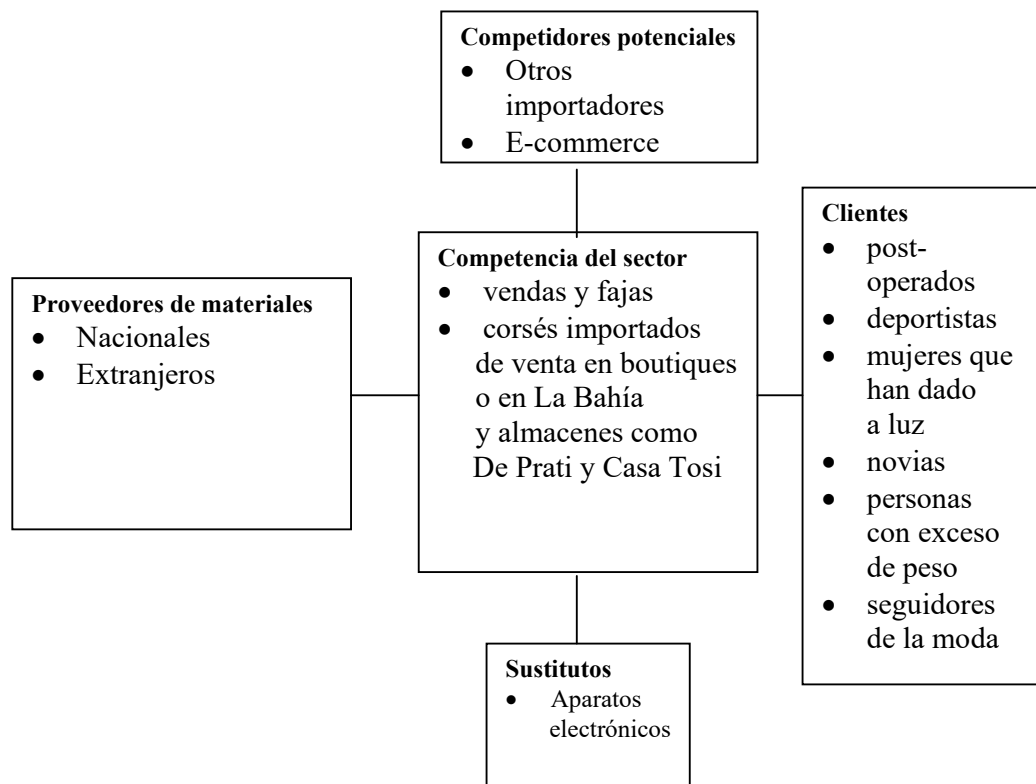 Competidores potenciales
• Otros
importadores
• E-commerce
Proveedores de materiales
• Nacionales
• Extranjeros
Competencia del sector
• vendas y fajas
• corsés importados
de venta en boutiques
o en La Bahía
y almacenes como
De Prati y Casa Tosi
Clientes
• post-
operados
• deportistas
• mujeres que
han dado
a luz
• novias
• personas
con exceso
de peso
• seguidores
de la moda
Sustitutos
• Aparatos
electrónicos